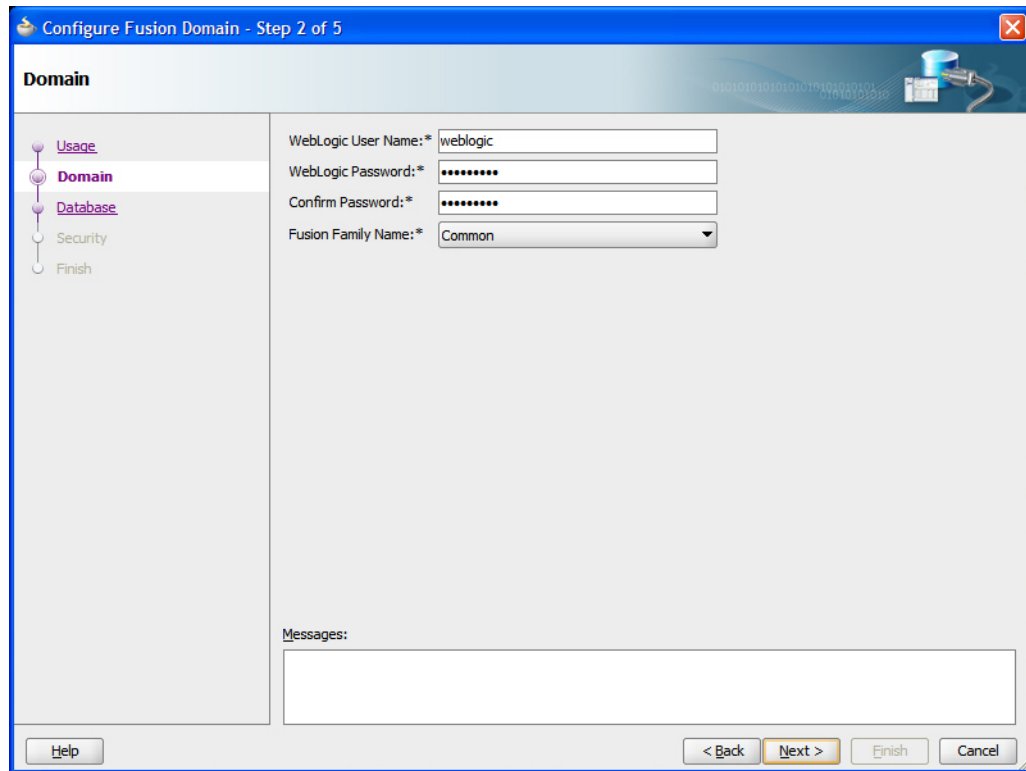 Configure Fusion Domain - Step 2 of 5
Domain
Usage
Domain
Database
Security
Finish
WebLogic User Name:* weblogic
WebLogic Password:* •••••••••
Confirm Password:* •••••••••
Fusion Family Name:* Common
Messages:
Help < Back Next > Finish Cancel